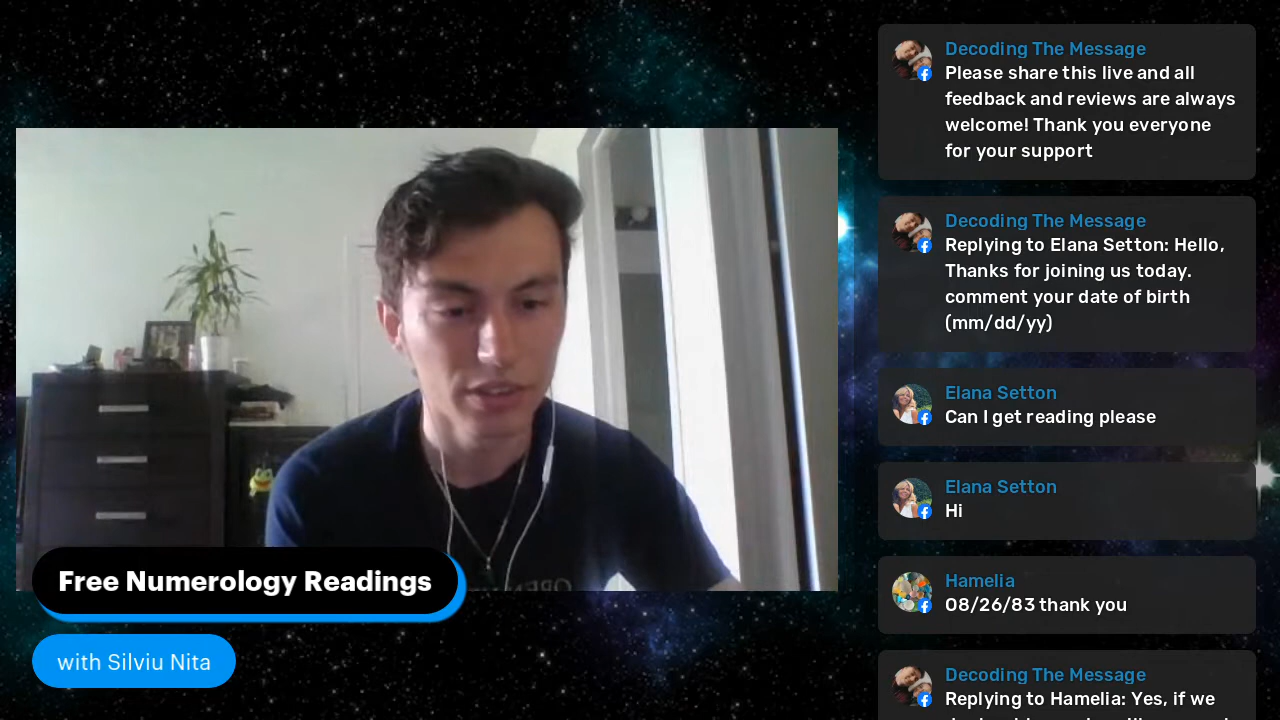 Free Numerology Readings
with Silviu Nita
Decoding The Message
Please share this live and all
feedback and reviews are always
welcome! Thank you everyone
for your support
Decoding The Message
Replying to Elana Setton: Hello,
Thanks for joining us today.
comment your date of birth
(mm/dd/yy)
Elana Setton
Can I get reading please
Elana Setton
Hi
Hamelia
08/26/83 thank you
Decoding The Message
Replying to Hamelia: Yes, if we